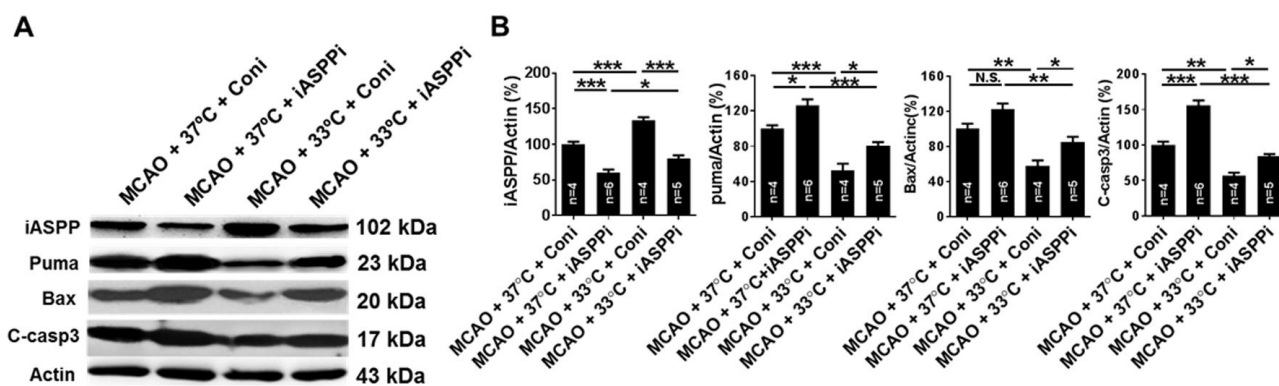 A
MCAO + 37°C + Coni
MCAO + 37°C + iASPPi
MCAO + 33°C + Coni
MCAO + 33°C + iASPPi
iASPP 102 kDa
Puma 23 kDa
Bax 20 kDa
C-casp3 17 kDa
Actin 43 kDa
B
iASPP/Actin (%)
200
150
100
50
0
*** ***
*** *
n=4 n=6 n=4 n=5
MCAO + 37°C + Coni
MCAO + 37°C + iASPPi
MCAO + 33°C + Coni
MCAO + 33°C + iASPPi
puma/Actin (%)
160
120
80
40
0
*** *
* ***
n=4 n=6 n=4 n=5
MCAO + 37°C + Coni
MCAO + 37°C+iASPPi
MCAO + 33°C + Coni
MCAO + 33°C + iASPPi
Bax/Actinc(%)
160
120
80
40
0
** *
N.S. **
n=4 n=6 n=4 n=5
MCAO + 37°C + Coni
MCAO + 37°C + iASPPi
MCAO + 33°C + Coni
MCAO + 33°C + iASPPi
C-casp3/Actin (%)
200
150
100
50
0
** *
*** ***
n=4 n=6 n=4 n=5
MCAO + 37°C + Coni
MCAO + 37°C + iASPPi
MCAO + 33°C + Coni
MCAO + 33°C + iASPPi